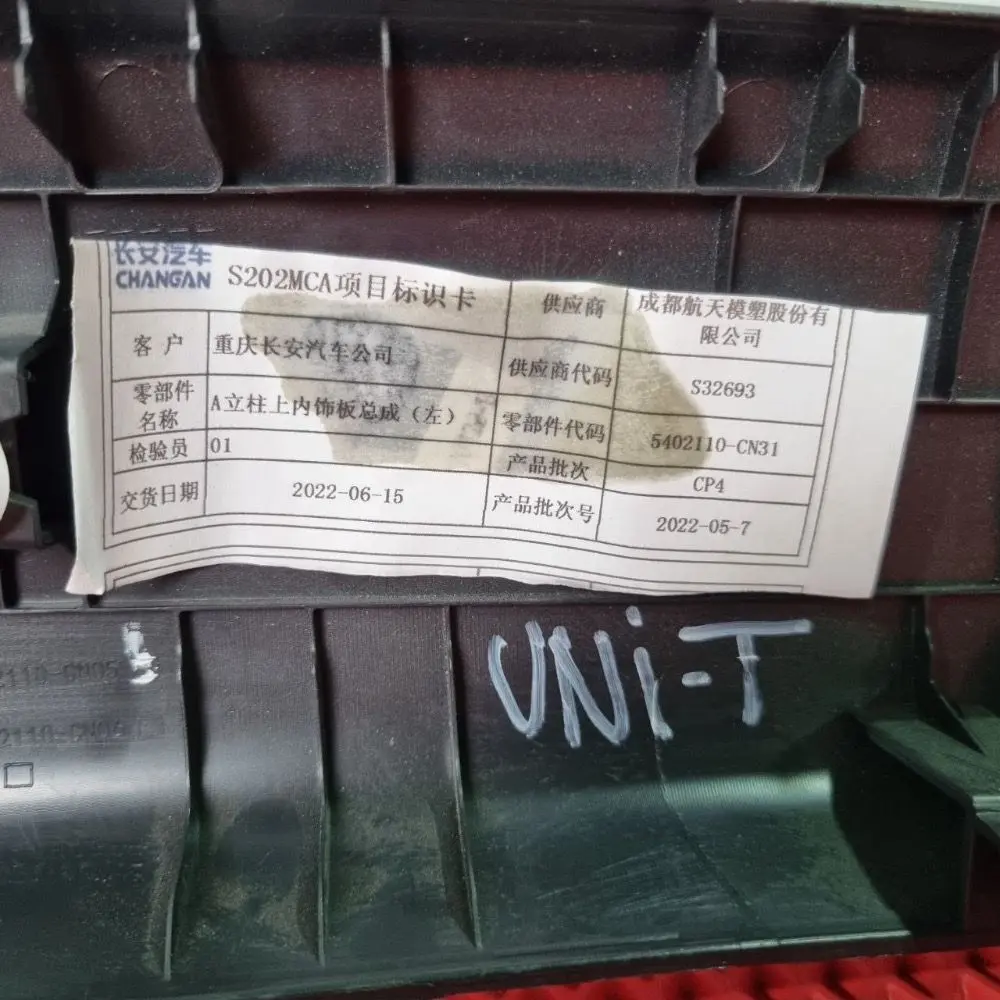 长安汽车
CHANGAN
S202MCA项目标识卡
供应商
成都航天模塑股份有
限公司
客 户
重庆长安汽车公司
供应商代码
S32693
零部件
名称
A立柱上内饰板总成（左）
零部件代码
5402110-CN31
检验员
01
产品批次
CP4
交货日期
2022-06-15
产品批次号
2022-05-7
UNi-T
2110-CN05
2110-CN06